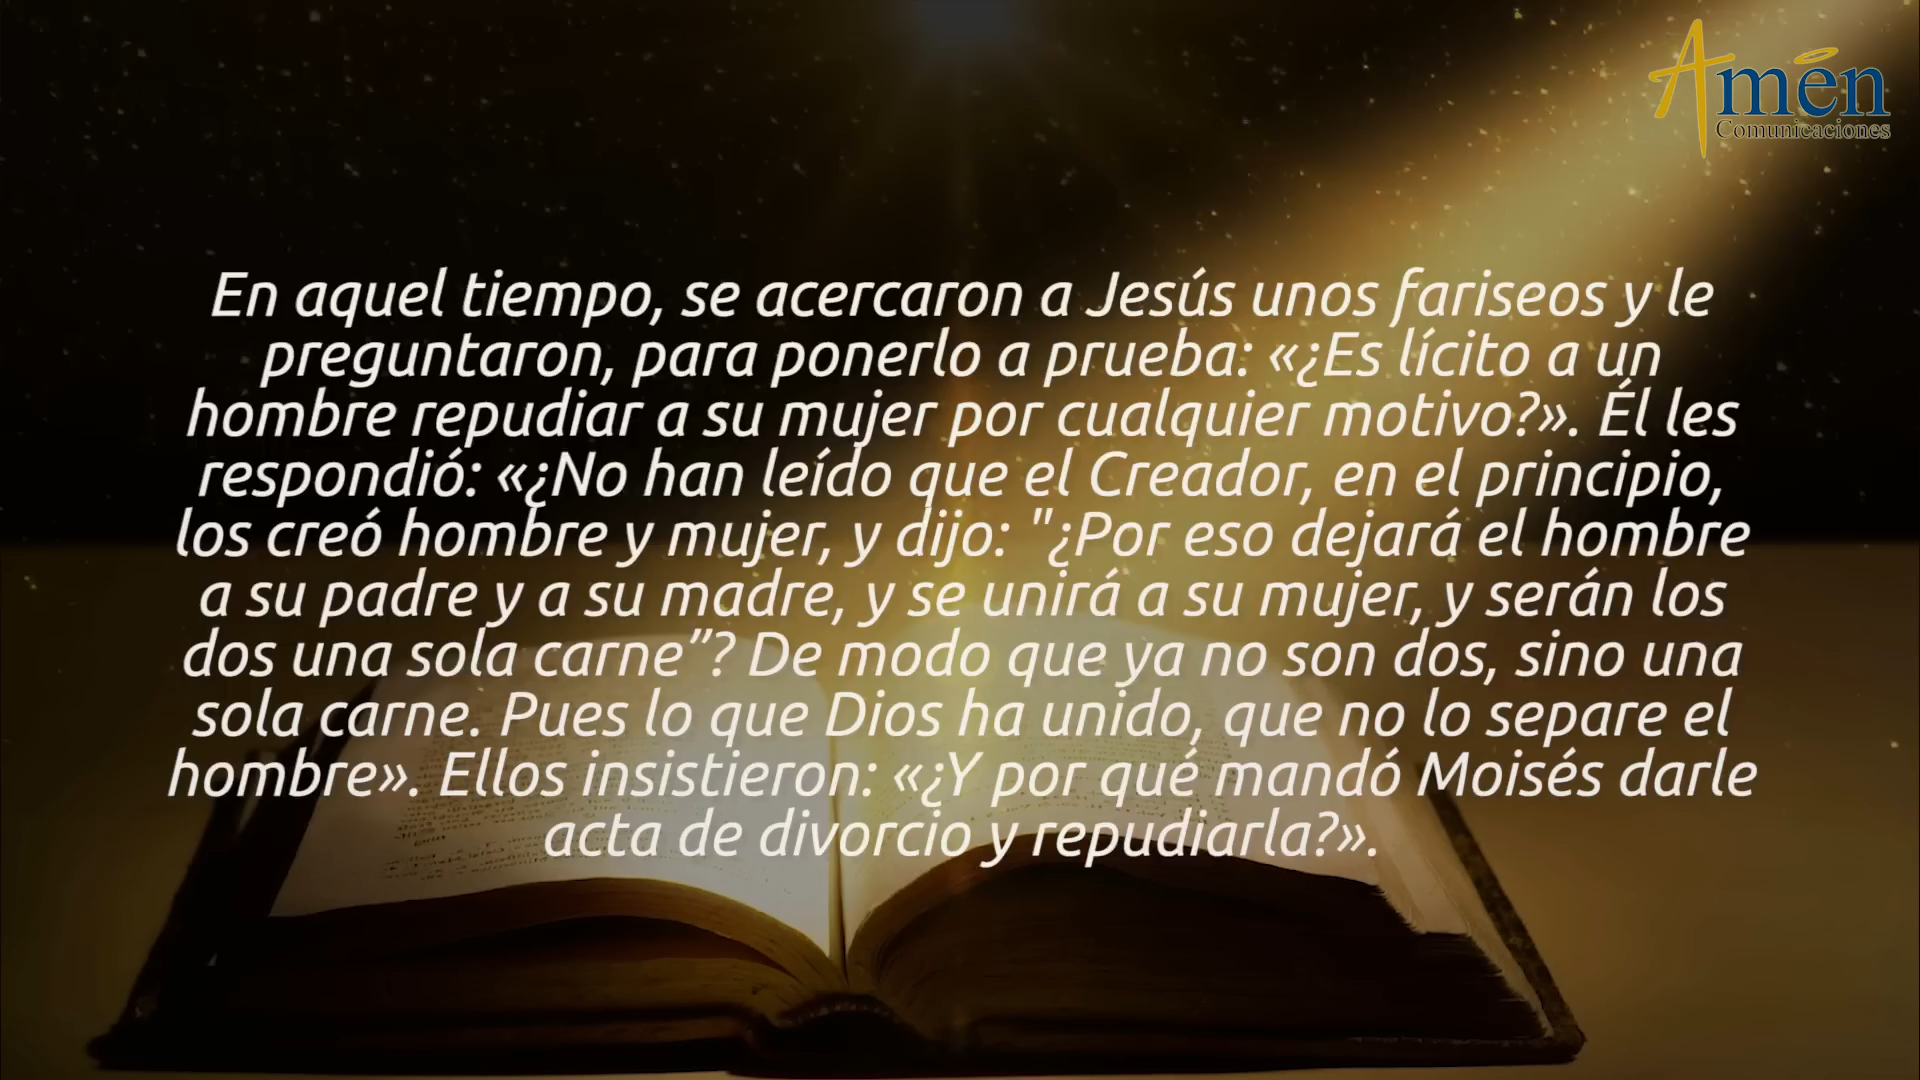 Amén
Comunicaciones
En aquel tiempo, se acercaron a Jesús unos fariseos y le
preguntaron, para ponerlo a prueba: «¿Es lícito a un
hombre repudiar a su mujer por cualquier motivo?». Él les
respondió: «¿No han leído que el Creador, en el principio,
los creó hombre y mujer, y dijo: "¿Por eso dejará el hombre
a su padre y a su madre, y se unirá a su mujer, y serán los
dos una sola carne”? De modo que ya no son dos, sino una
sola carne. Pues lo que Dios ha unido, que no lo separe el
hombre». Ellos insistieron: «¿Y por qué mandó Moisés darle
acta de divorcio y repudiarla?».